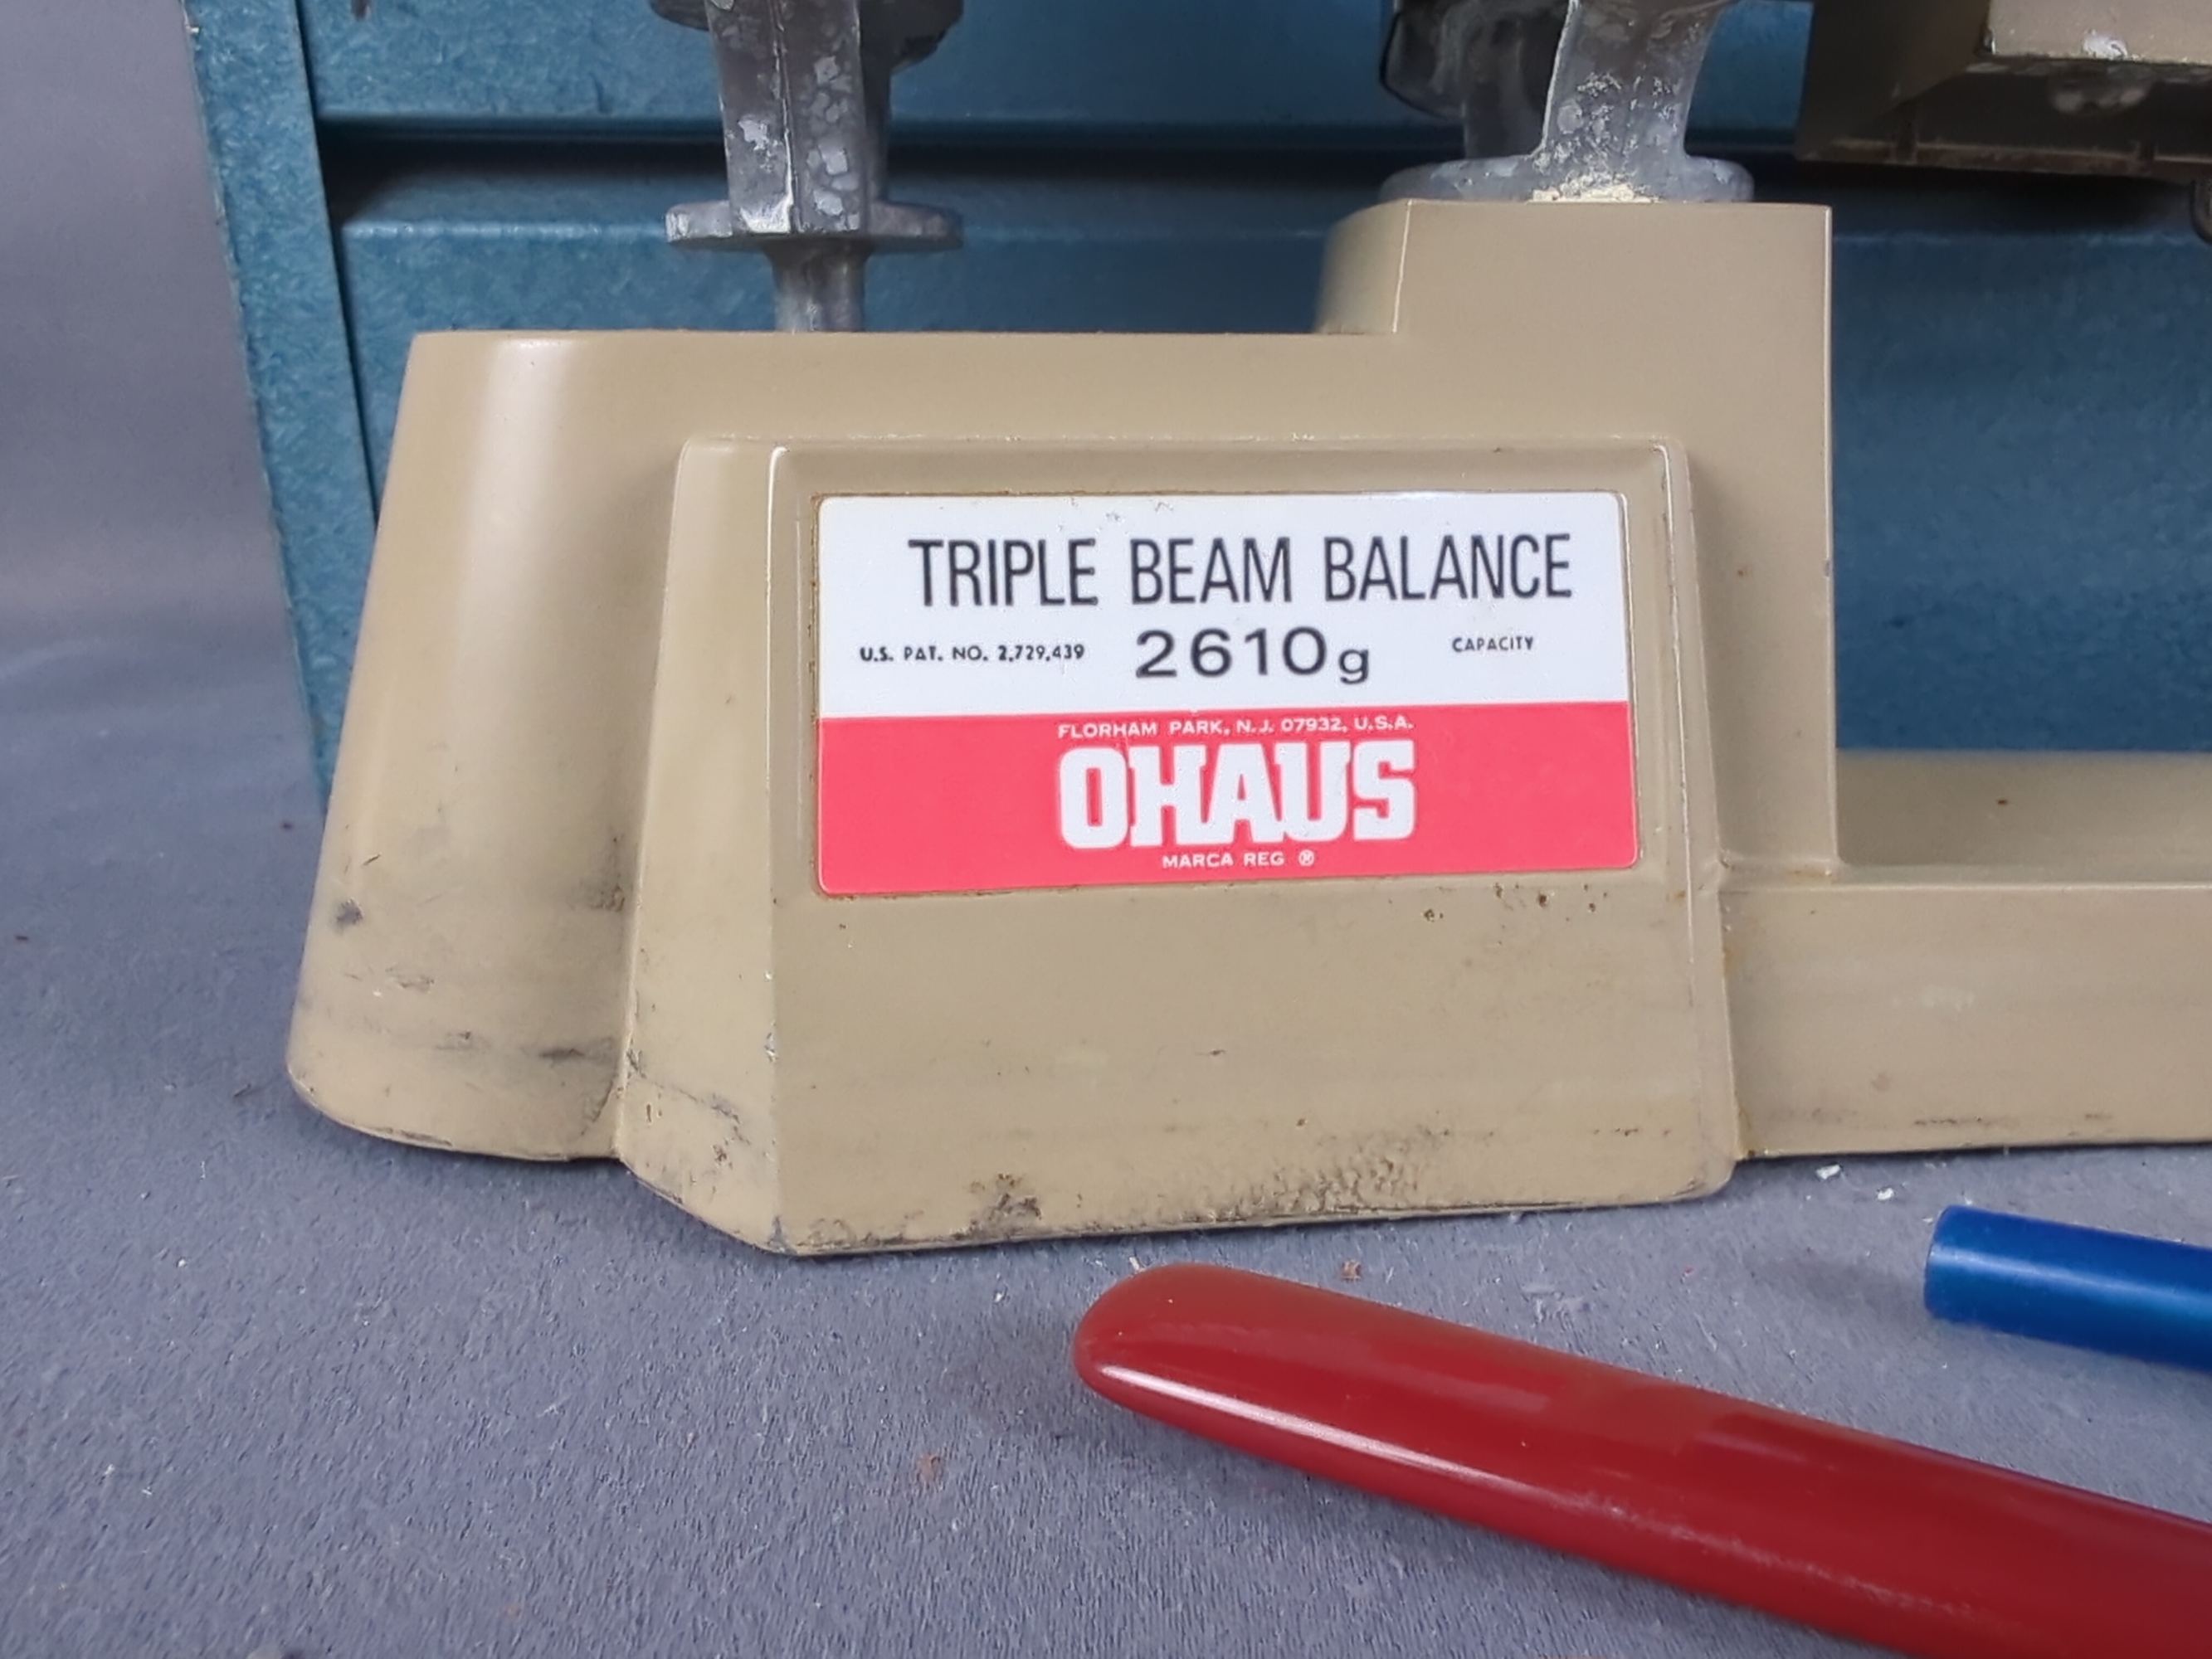 TRIPLE BEAM BALANCE
U.S. PAT. NO. 2,729,439 2610g CAPACITY
FLORHAM PARK, N.J. 07932, U.S.A.
OHAUS
MARCA REG ®